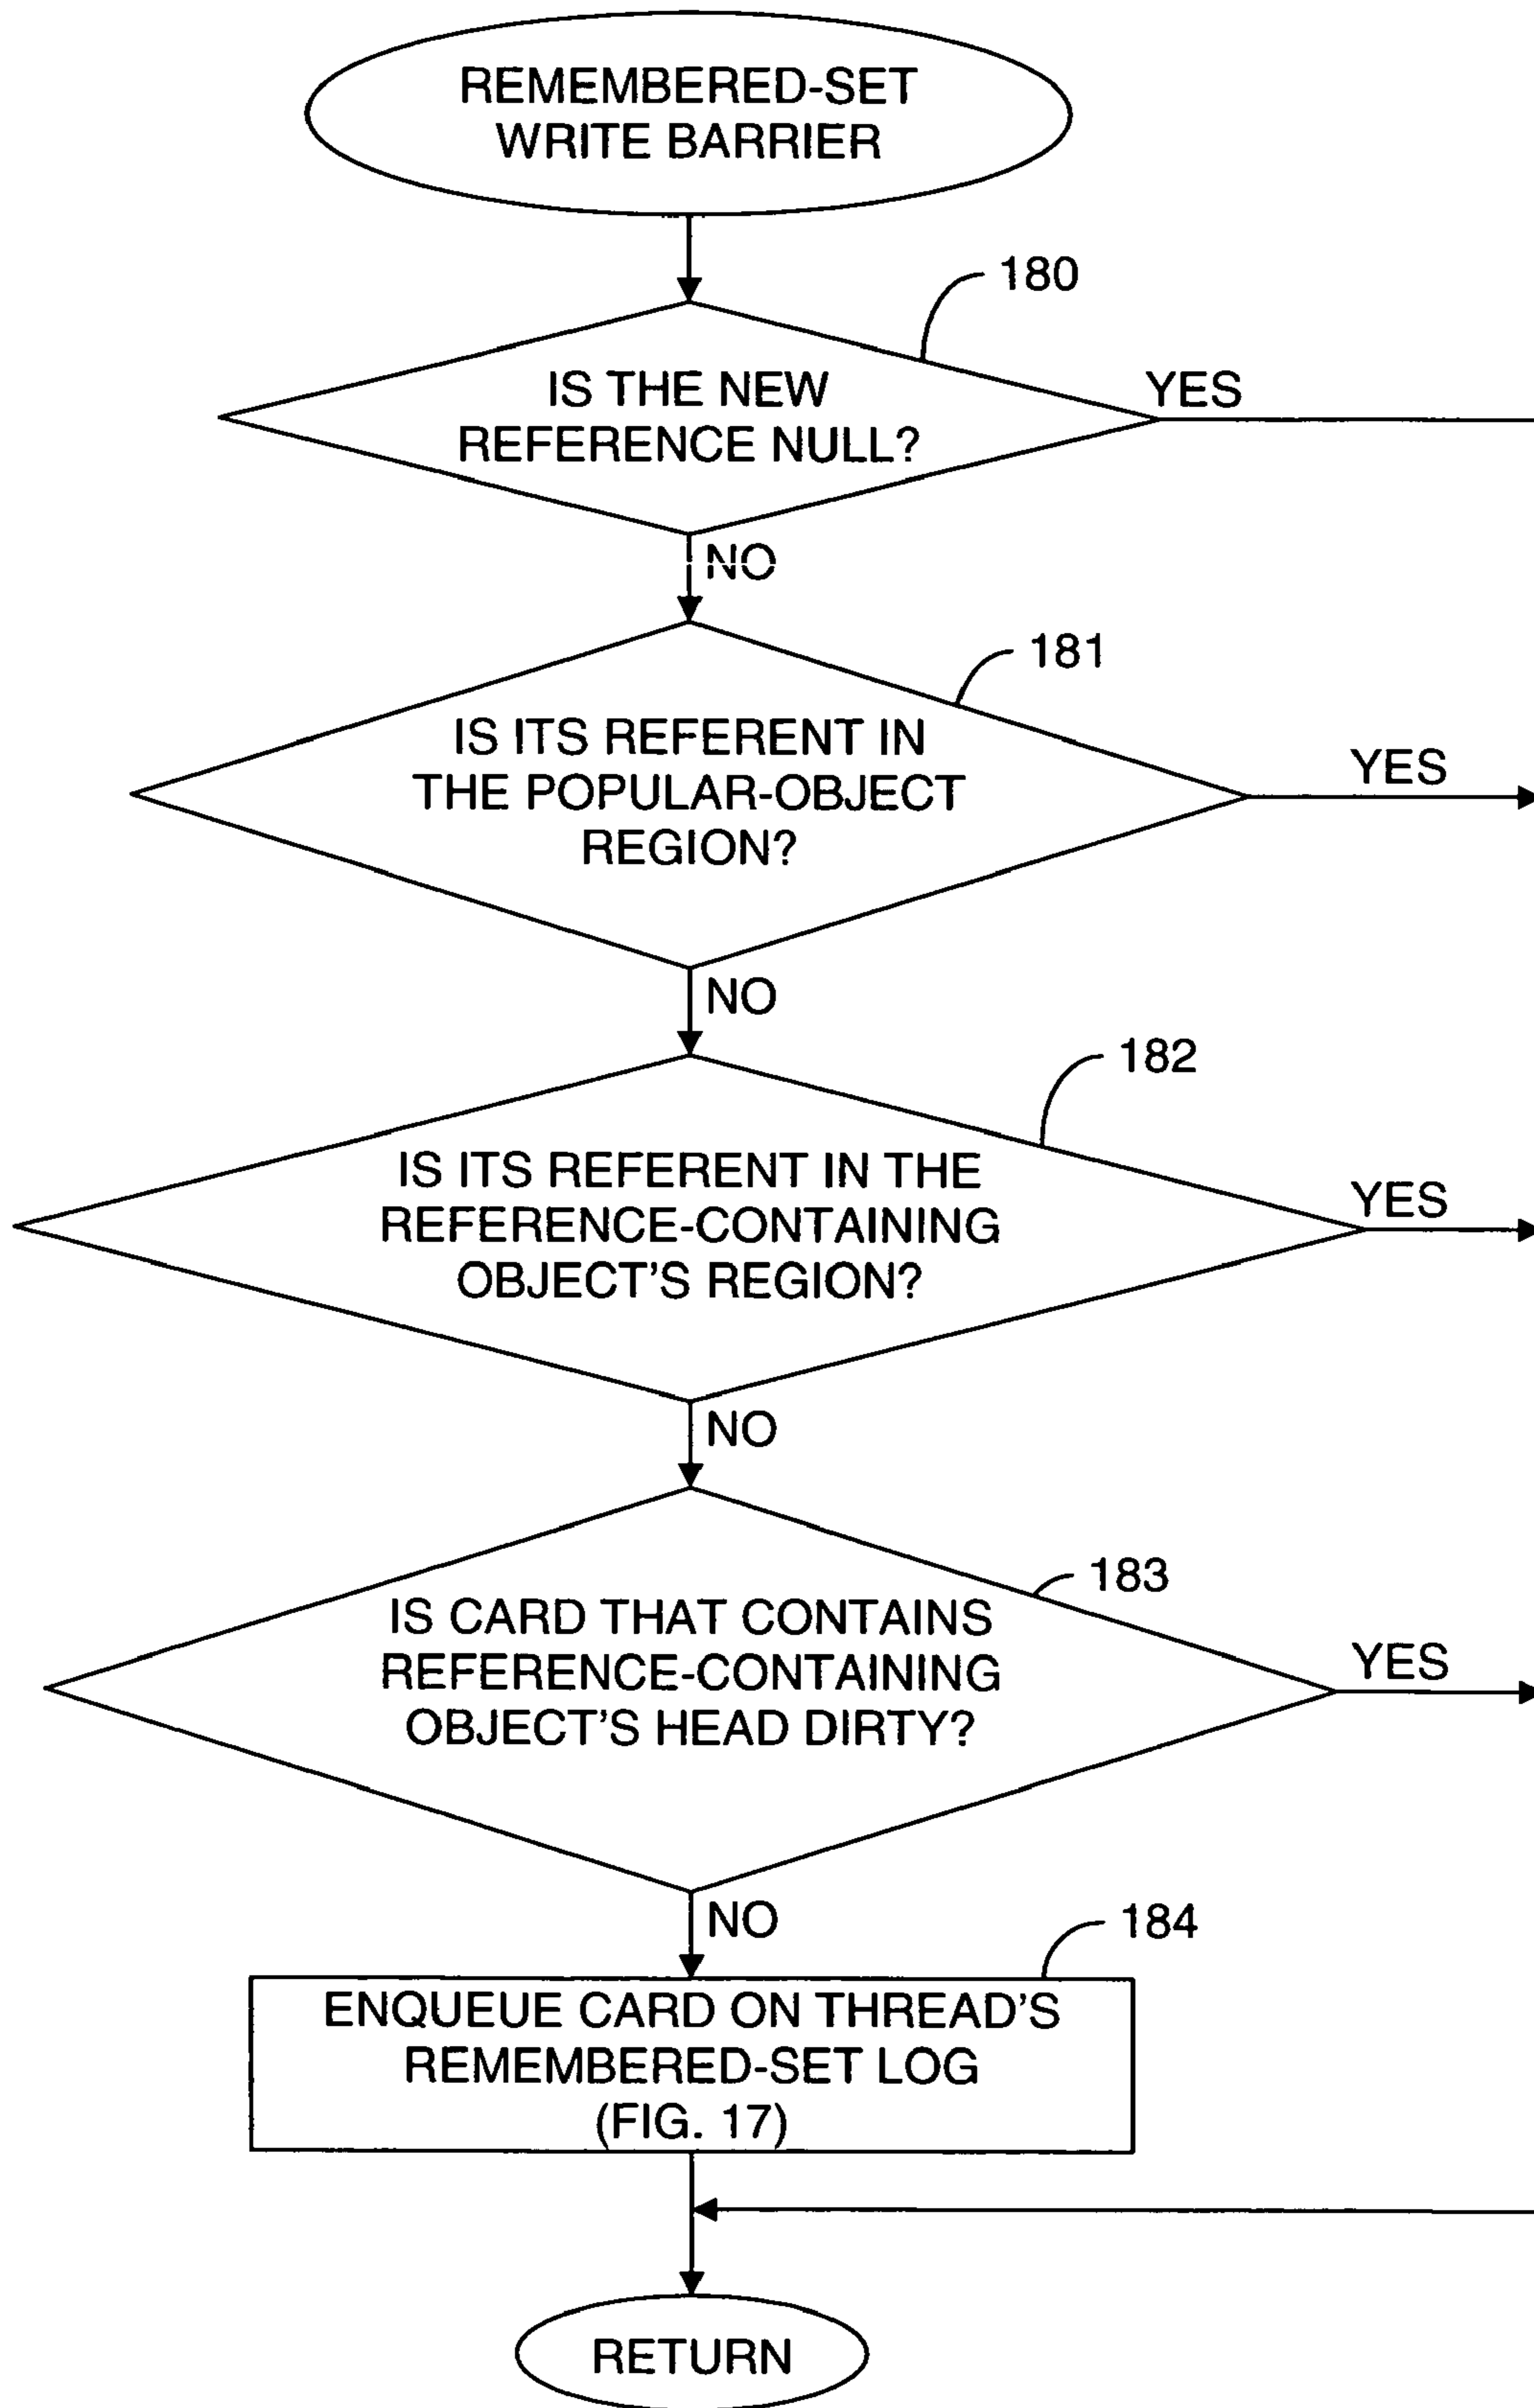 REMEMBERED-SET
WRITE BARRIER
180
IS THE NEW
REFERENCE NULL?
YES
NO
181
IS ITS REFERENT IN
THE POPULAR-OBJECT
REGION?
YES
NO
182
IS ITS REFERENT IN THE
REFERENCE-CONTAINING
OBJECT'S REGION?
YES
NO
183
IS CARD THAT CONTAINS
REFERENCE-CONTAINING
OBJECT'S HEAD DIRTY?
YES
NO
184
ENQUEUE CARD ON THREAD'S
REMEMBERED-SET LOG
(FIG. 17)
RETURN